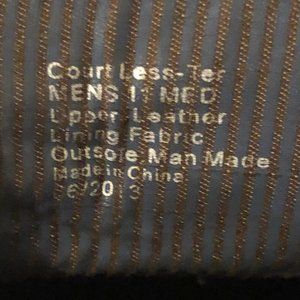 Court Less-Ter
MENS 11 MED
Upper Leather
Lining Fabric
Outsole Man Made
Made in China
06/2013